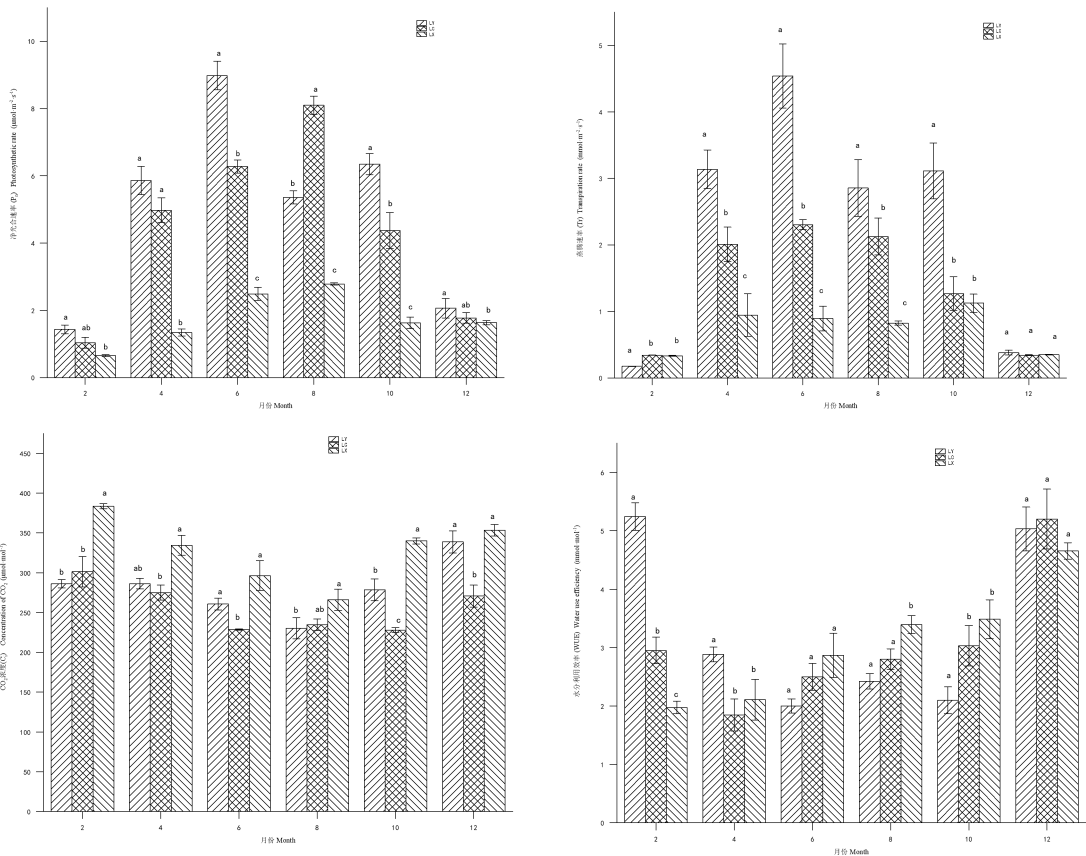 LY
LC
LX
10
8
6
4
2
0
a
ab
b
a
a
b
a
b
c
b
a
c
a
b
c
a
ab
b
2
4
6
8
10
12
月份 Month
净光合速率 (Pₙ) Photosynthetic rate (μmol·m⁻²·s⁻¹)
LY
LC
LX
5
4
3
2
1
0
a
b
b
a
b
c
a
b
c
a
b
c
a
b
b
a
a
a
2
4
6
8
10
12
月份 Month
蒸腾速率 (Tr) Transpiration rate (mmol·m⁻²·s⁻¹)
LY
LC
LX
450
400
350
300
250
200
150
100
50
0
b
b
a
ab
b
a
a
b
a
b
ab
a
b
c
a
a
b
a
2
4
6
8
10
12
月份 Month
CO₂浓度(Cᵢ) Concentration of CO₂ (μmol·mol⁻¹)
LY
LC
LX
6
5
4
3
2
1
0
a
b
c
a
b
b
a
a
a
a
a
b
a
b
b
a
a
a
2
4
6
8
10
12
月份 Month
水分利用效率 (WUE) Water use efficiency (mmol·mol⁻¹)